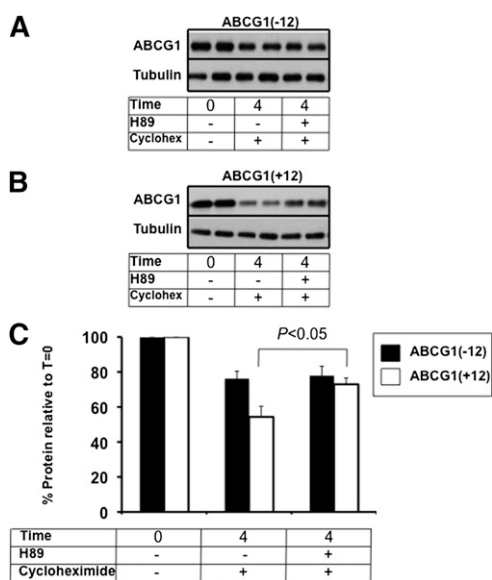 A
ABCG1(-12)
ABCG1
Tubulin
Time 0 4 4
H89 - - +
Cyclohex - + +
B
ABCG1(+12)
ABCG1
Tubulin
Time 0 4 4
H89 - - +
Cyclohex - + +
C
% Protein relative to T=0
100
80
60
40
20
0
P<0.05
ABCG1(-12)
ABCG1(+12)
Time 0 4 4
H89 - - +
Cycloheximide - + +